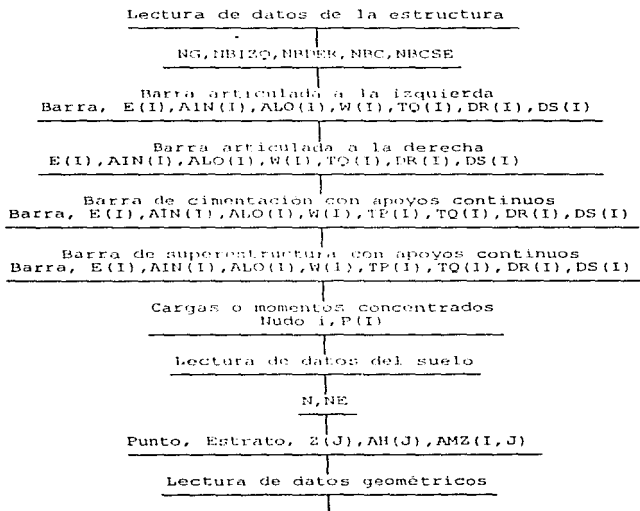 Lectura de datos de la estructura
NG,NBIZQ,NBDER,NBC,NBCSE
Barra articulada a la izquierda
Barra, E(I),AIN(I),ALO(I),W(I),TQ(I),DR(I),DS(I)
Barra articulada a la derecha
E(I),AIN(I),ALO(I),W(I),TQ(I),DR(I),DS(I)
Barra de cimentación con apoyos continuos
Barra, E(I),AIN(I),ALO(I),W(I),TP(I),TQ(I),DR(I),DS(I)
Barra de superestructura con apoyos continuos
Barra, E(I),AIN(I),ALO(I),W(I),TP(I),TQ(I),DR(I),DS(I)
Cargas o momentos concentrados
Nudo i,P(I)
Lectura de datos del suelo
N,NE
Punto, Estrato, Z(J),AH(J),AMZ(I,J)
Lectura de datos geométricos